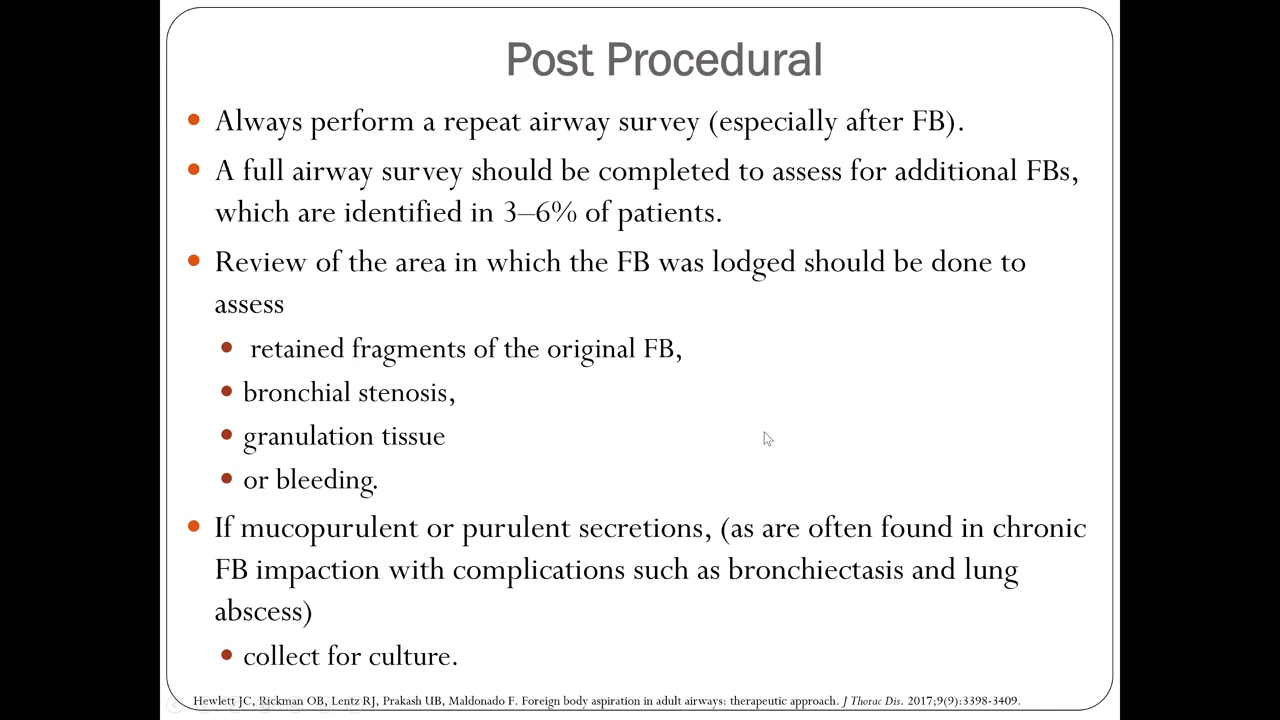 Post Procedural
Always perform a repeat airway survey (especially after FB).
A full airway survey should be completed to assess for additional FBs,
which are identified in 3–6% of patients.
Review of the area in which the FB was lodged should be done to
assess
retained fragments of the original FB,
bronchial stenosis,
granulation tissue
or bleeding.
If mucopurulent or purulent secretions, (as are often found in chronic
FB impaction with complications such as bronchiectasis and lung
abscess)
collect for culture.
Hewlett JC, Rickman OB, Lentz RJ, Prakash UB, Maldonado F. Foreign body aspiration in adult airways: therapeutic approach. J Thorac Dis. 2017;9(9):3398-3409.